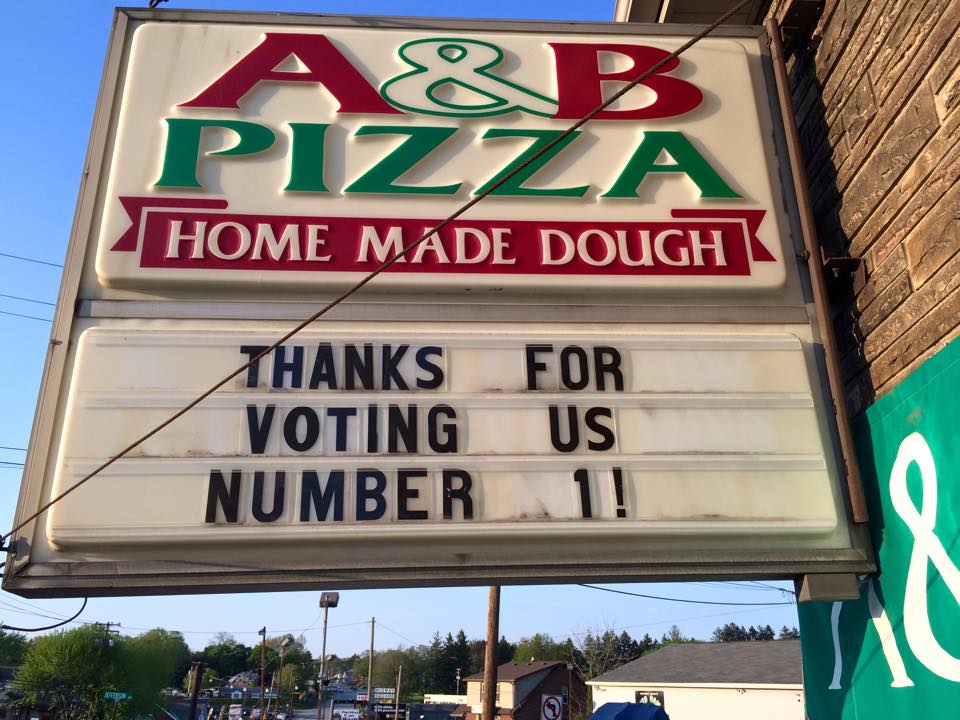 A&B
PIZZA
HOME MADE DOUGH
THANKS FOR
VOTING US
NUMBER 1!
&